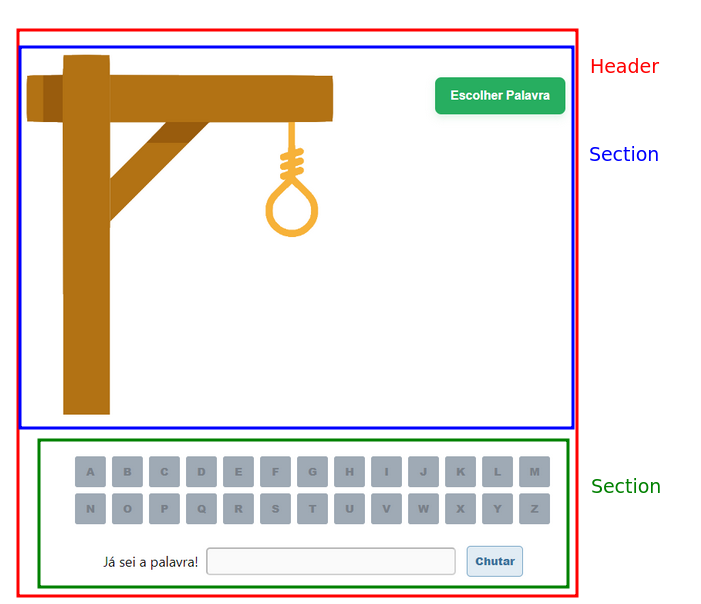 Header
Escolher Palavra
Section
A B C D E F G H I J K L M
N O P Q R S T U V W X Y Z
Section
Já sei a palavra! Chutar